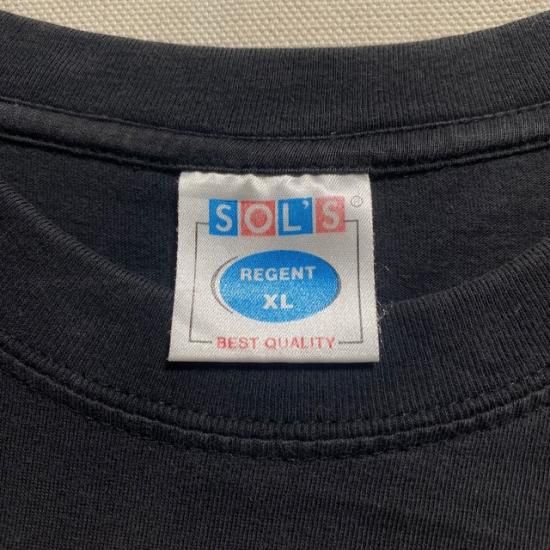 SOL'S®
REGENT
XL
BEST QUALITY